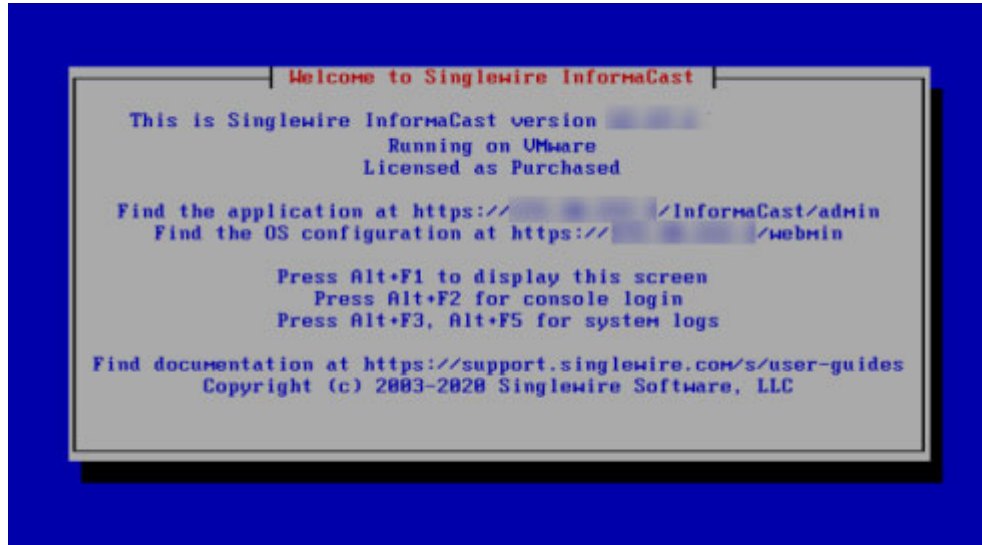 Welcome to Singlewire InformaCast
This is Singlewire InformaCast version
Running on VMware
Licensed as Purchased
Find the application at https:// /InformaCast/admin
Find the OS configuration at https:// /webmin
Press Alt+F1 to display this screen
Press Alt+F2 for console login
Press Alt+F3, Alt+F5 for system logs
Find documentation at https://support.singlewire.com/s/user-guides
Copyright (c) 2003-2020 Singlewire Software, LLC